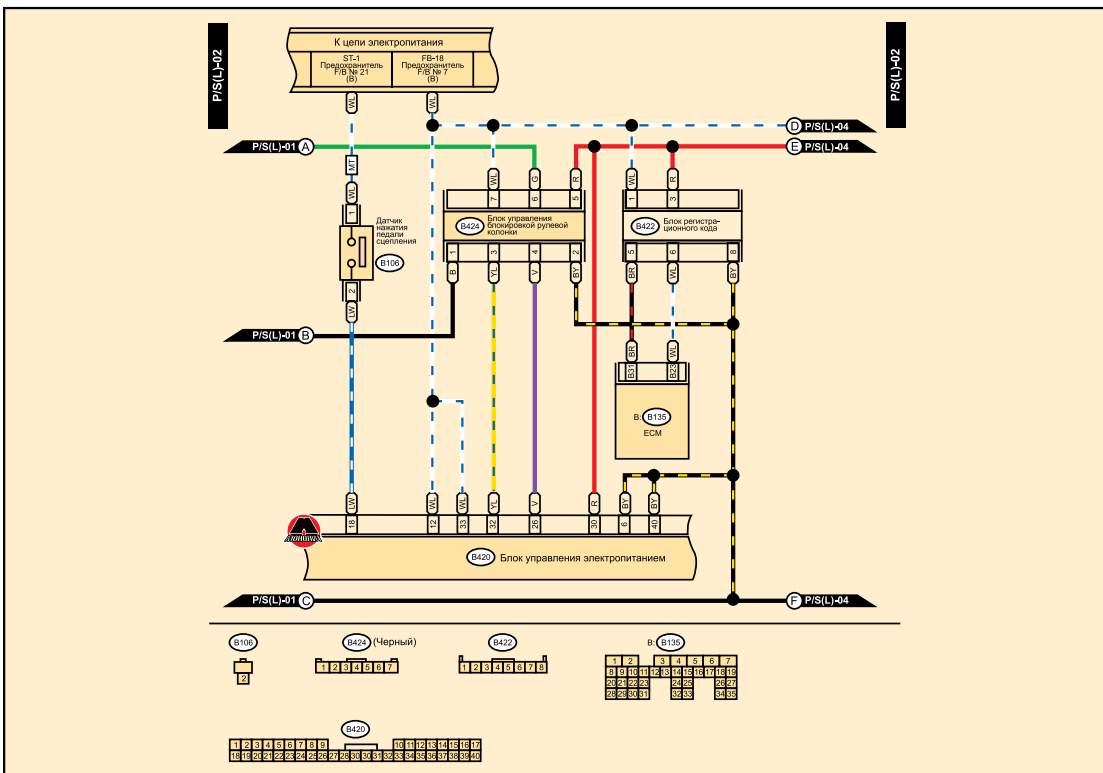 P/S(L)-02
P/S(L)-02
К цепи электропитания
ST-1
Предохранитель
F/B № 21
(B)
FB-18
Предохранитель
F/B № 7
(B)
WL
WL
D P/S(L)-04
P/S(L)-01 A
E P/S(L)-04
MT
WL
WL
G
R
WL
R
1
7
6
5
1
3
Датчик
нажатия
педали
сцепления
B106
B424
Блок управления
блокировкой рулевой
колонки
B422
Блок регистра-
ционного кода
1
3
4
2
5
6
8
B
YL
V
BY
BR
WL
BY
2
LW
P/S(L)-01 B
BR
WL
B31
B23
B: B135
ECM
LW
WL
WL
YL
V
R
BY
BY
18
12
33
32
26
30
6
40
B420 Блок управления электропитанием
P/S(L)-01 C
F P/S(L)-04
B106
B424 (Черный)
B422
B: B135
2
1 2 3 4 5 6 7
1 2 3 4 5 6 7 8
1 2 3 4 5 6 7
8 9 10 11 12 13 14 15 16 17 18 19
20 21 22 23 24 25 26 27
28 29 30 31 32 33 34 35
B420
1 2 3 4 5 6 7 8 9 10 11 12 13 14 15 16 17
18 19 20 21 22 23 24 25 26 27 28 30 30 31 32 33 34 35 36 37 38 39 40